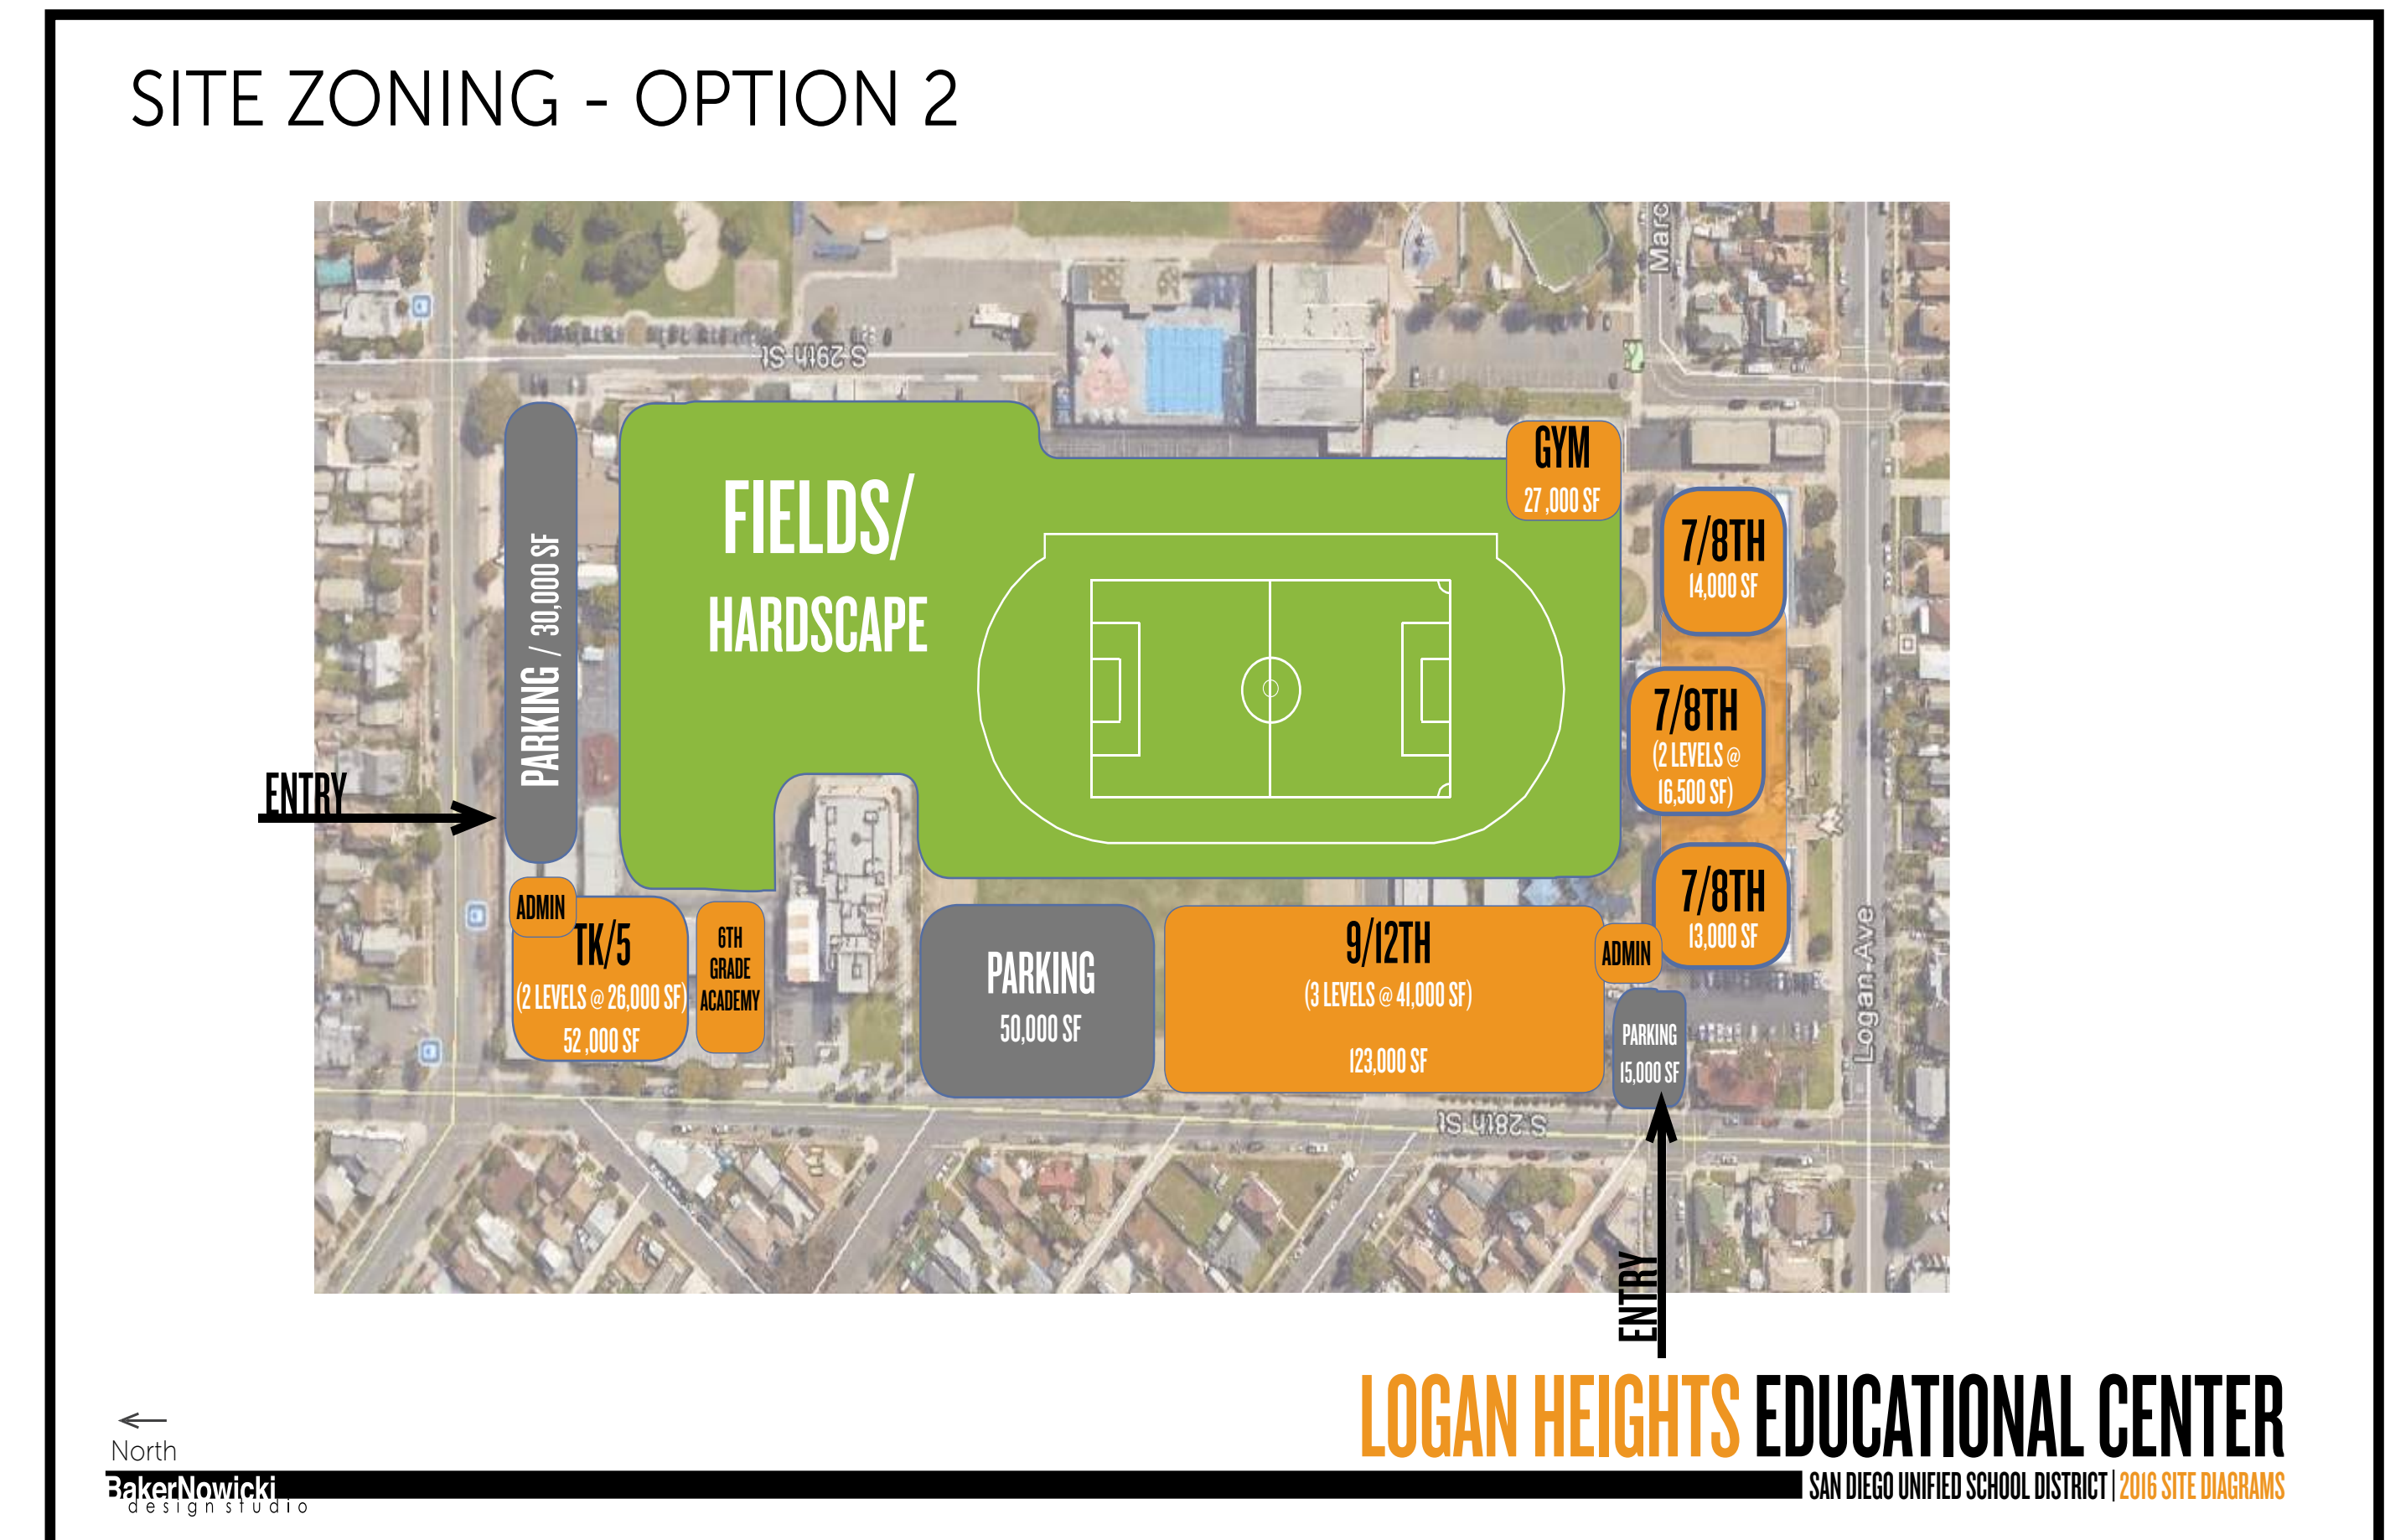 SITE ZONING - OPTION 2
Marc
S 29th St
FIELDS/
HARDSCAPE
PARKING / 30,000 SF
GYM
27,000 SF
7/8TH
14,000 SF
7/8TH
(2 LEVELS @
16,500 SF)
7/8TH
13,000 SF
ENTRY
ADMIN
TK/5
(2 LEVELS @ 26,000 SF)
52,000 SF
6TH
GRADE
ACADEMY
PARKING
50,000 SF
9/12TH
(3 LEVELS @ 41,000 SF)
123,000 SF
ADMIN
PARKING
15,000 SF
Logan Ave
S 28th St
ENTRY
LOGAN HEIGHTS EDUCATIONAL CENTER
SAN DIEGO UNIFIED SCHOOL DISTRICT | 2016 SITE DIAGRAMS
North
BakerNowicki
design studio